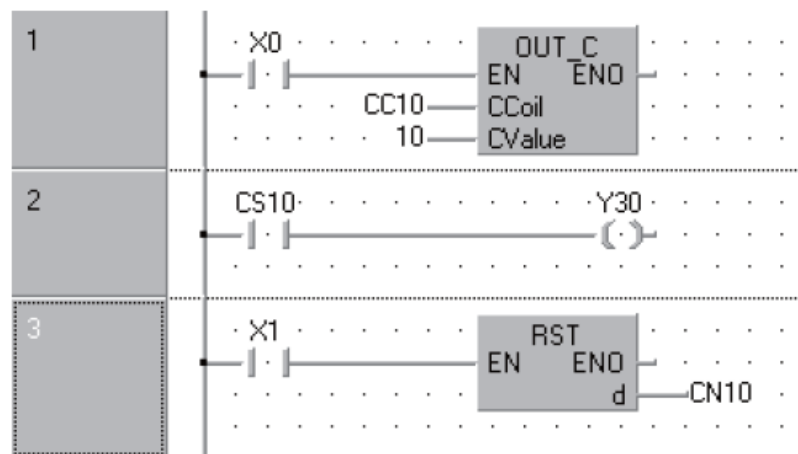 1
X0
OUT_C
EN ENO
CC10 CCoil
10 CValue
2
CS10 Y30
3
X1
RST
EN ENO
d CN10